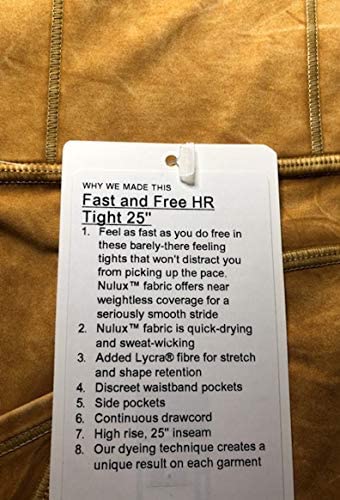 WHY WE MADE THIS
Fast and Free HR
Tight 25"
1. Feel as fast as you do free in
these barely-there feeling
tights that won't distract you
from picking up the pace.
Nulux™ fabric offers near
weightless coverage for a
seriously smooth stride
2. Nulux™ fabric is quick-drying
and sweat-wicking
3. Added Lycra® fibre for stretch
and shape retention
4. Discreet waistband pockets
5. Side pockets
6. Continuous drawcord
7. High rise, 25" inseam
8. Our dyeing technique creates a
unique result on each garment